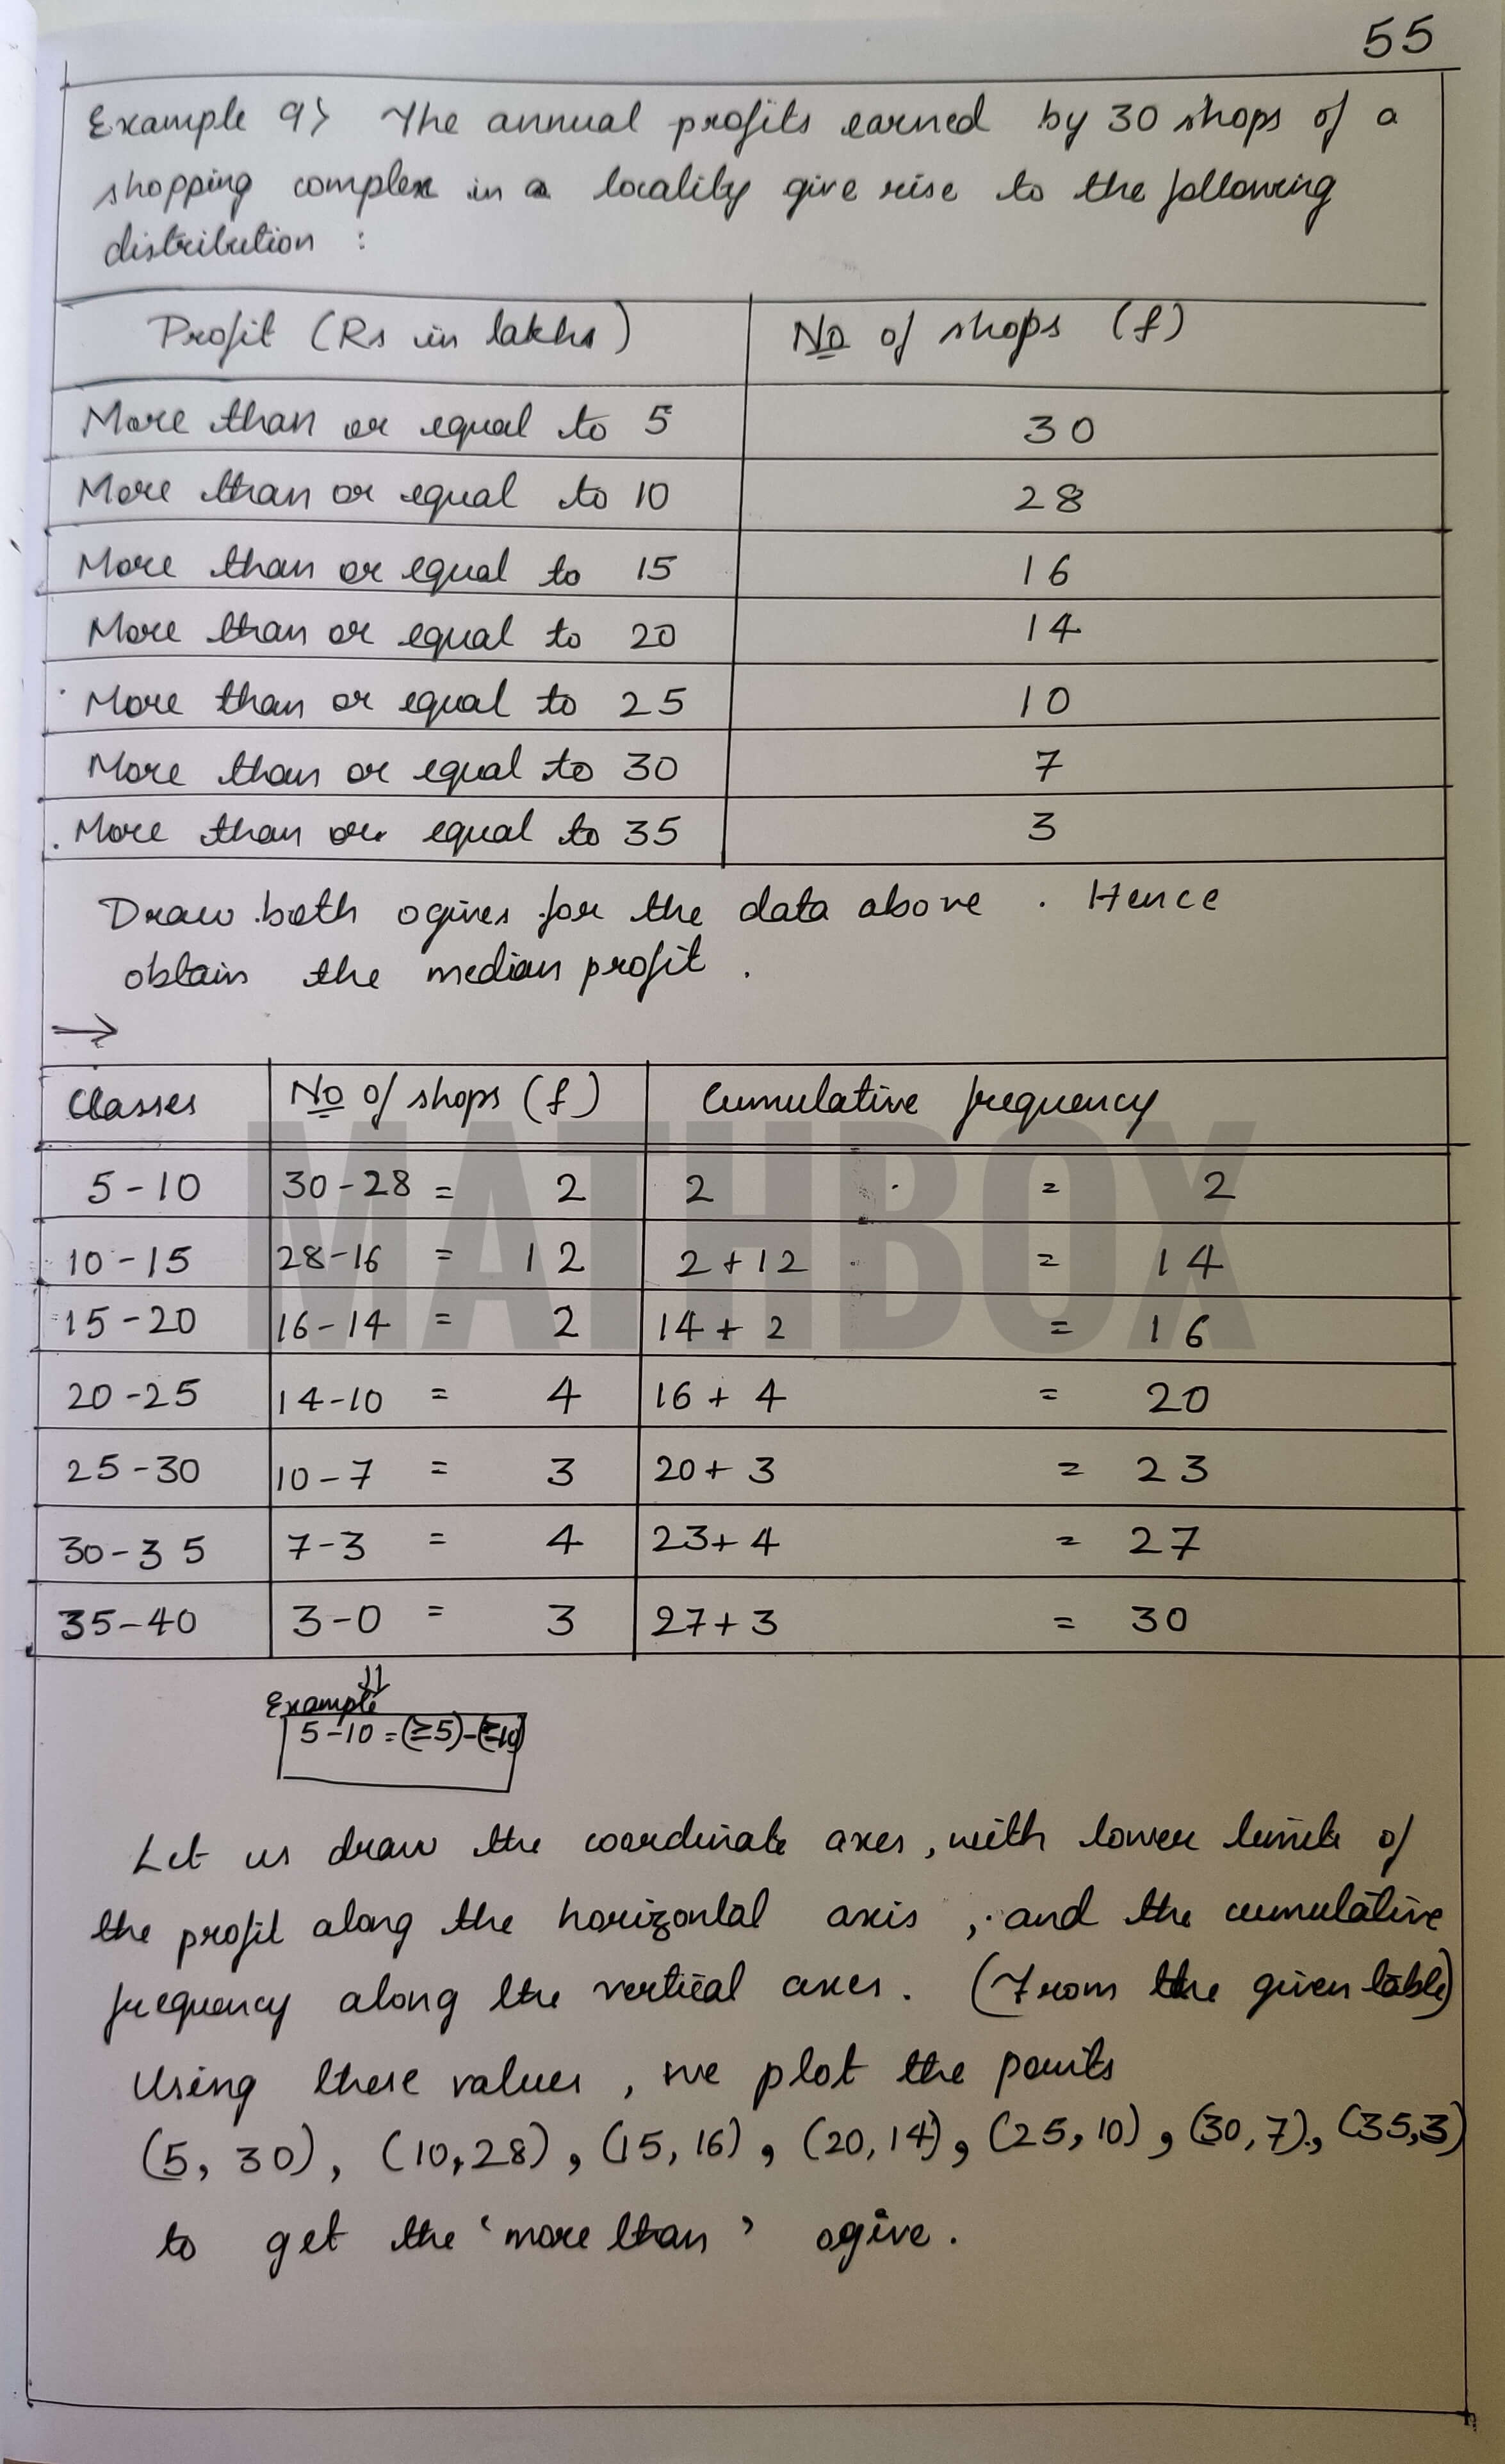 55
Example 9> The annual profits earned by 30 shops of a
shopping complex in a locality give rise to the following
distribution :
Profit (Rs in lakhs) No of shops (f)
More than or equal to 5 30
More than or equal to 10 28
More than or equal to 15 16
More than or equal to 20 14
More than or equal to 25 10
More than or equal to 30 7
More than or equal to 35 3
Draw both ogives for the data above . Hence
obtain the median profit .
→
Classes No of shops (f) Cumulative frequency
5-10 30-28 = 2 2 = 2
10-15 28-16 = 12 2+12 = 14
15-20 16-14 = 2 14+2 = 16
20-25 14-10 = 4 16+4 = 20
25-30 10-7 = 3 20+3 = 23
30-35 7-3 = 4 23+4 = 27
35-40 3-0 = 3 27+3 = 30
MATHBOX
Example
5-10=(≥5)-(≥10)
Let us draw the coordinate axes, with lower limits of
the profit along the horizontal axis , and the cumulative
frequency along the vertical axes. (From the given table)
Using these values , we plot the points
(5, 30), (10,28), (15,16), (20,14), (25,10), (30,7), (35,3)
to get the 'more than' ogive.